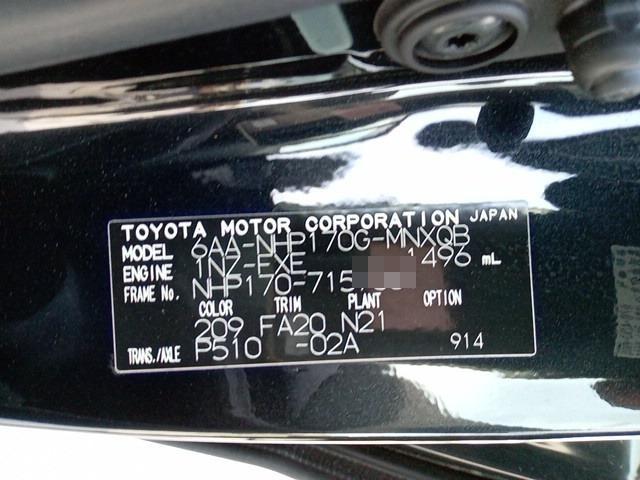 TOYOTA MOTOR CORPORATION JAPAN
MODEL 6AA-NHP170G-MNXQB
ENGINE 1NZ-EXE 1496 mL
FRAME No. NHP170-715
COLOR TRIM PLANT OPTION
209 FA20 N21
TRANS./AXLE P510 -02A 914